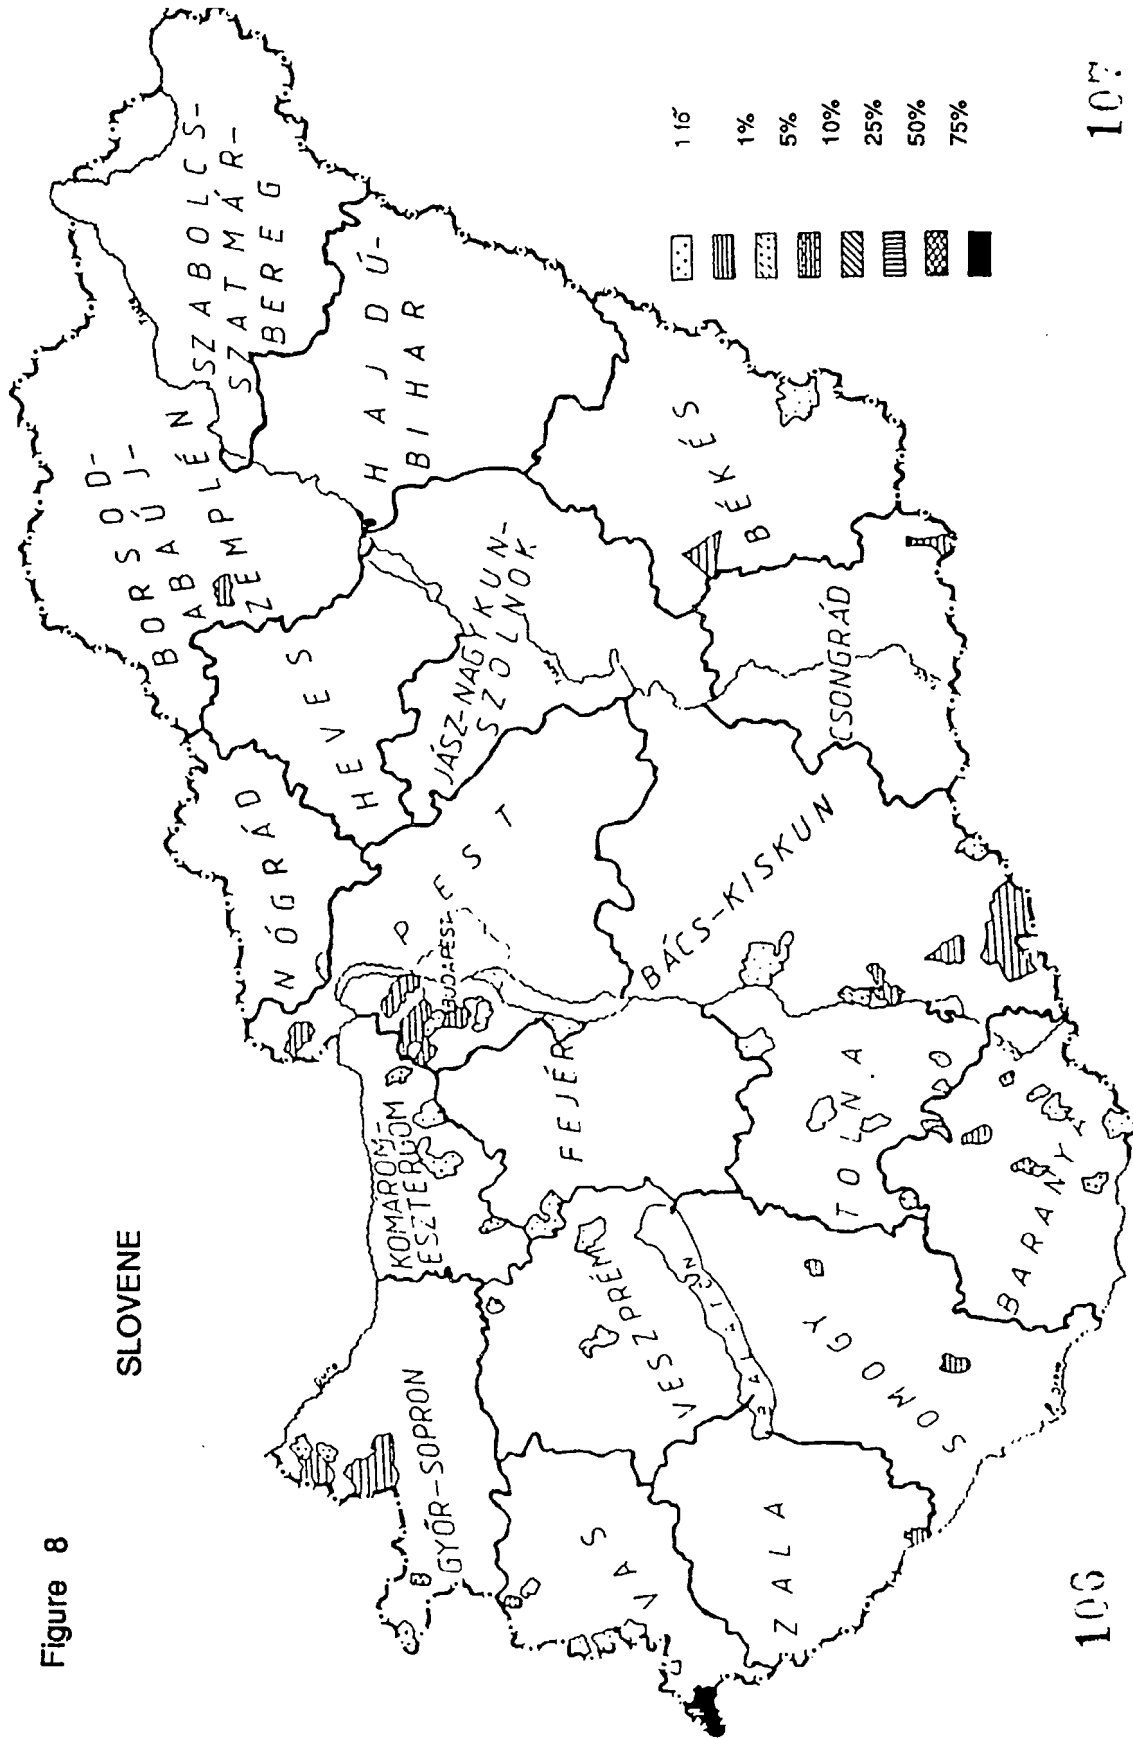 Figure 8
SLOVENE
GYŐR-SOPRON
KOMÁROM-
ESZTERGOM
NÓGRÁD
HEVES
BORSOD-
ABAÚJ-
ZEMPLÉN
SZABOLCS-
SZATMÁR-
BEREG
HAJDÚ-
BIHAR
JÁSZ-NAGYKUN-
SZOLNOK
PEST
BUDAPEST
VAS
VESZPRÉM
FEJÉR
BALATON
ZALA
SOMOGY
TOLNA
BARANYA
BÁCS-KISKUN
CSONGRÁD
BÉKÉS
1%
5%
10%
25%
50%
75%
106
107